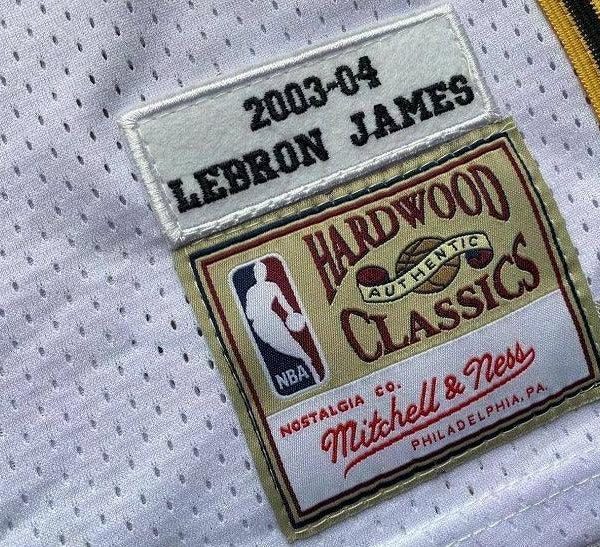 2003-04
LEBRON JAMES
HARDWOOD
AUTHENTIC
CLASSICS
NBA
NOSTALGIA CO.
Mitchell & Ness
PHILADELPHIA, PA.